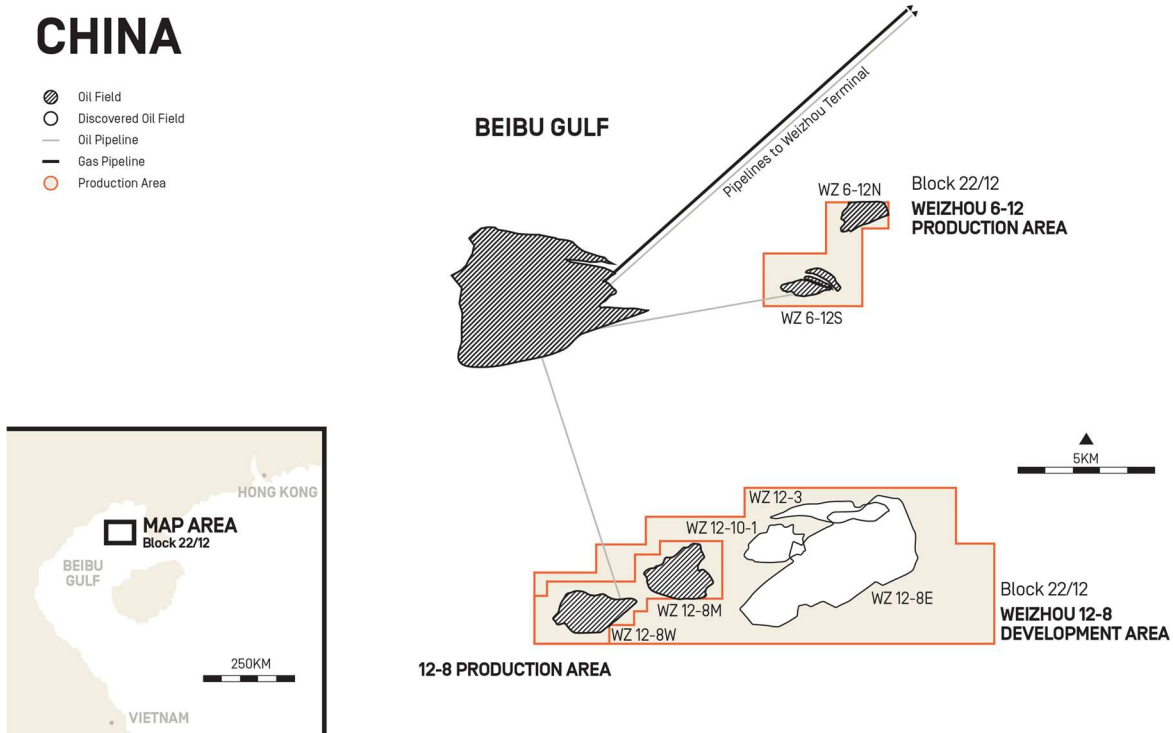 CHINA
Oil Field
Discovered Oil Field
Oil Pipeline
Gas Pipeline
Production Area
BEIBU GULF
Pipelines to Weizhou Terminal
WZ 6-12N
Block 22/12
WEIZHOU 6-12
PRODUCTION AREA
WZ 6-12S
5KM
HONG KONG
MAP AREA
Block 22/12
BEIBU
GULF
250KM
VIETNAM
WZ 12-3
WZ 12-10-1
WZ 12-8E
WZ 12-8M
WZ 12-8W
Block 22/12
WEIZHOU 12-8
DEVELOPMENT AREA
12-8 PRODUCTION AREA